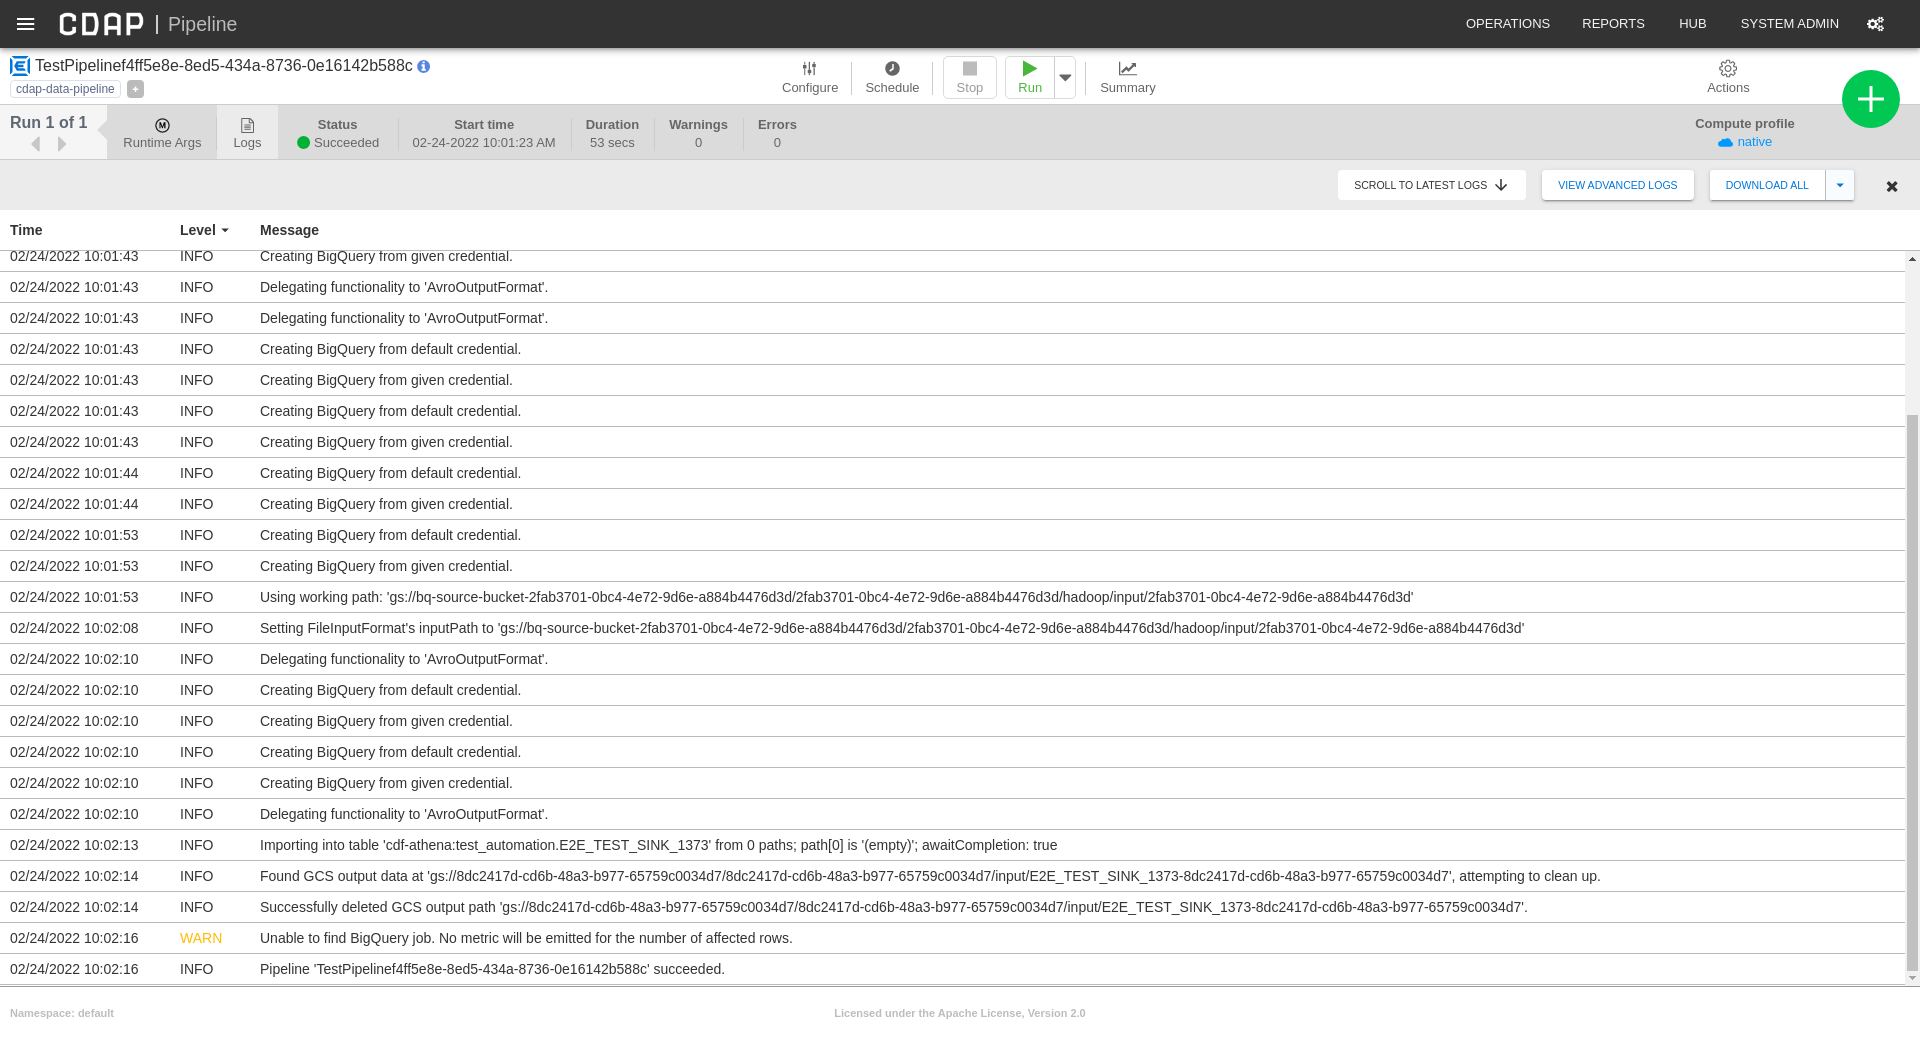 CDAP | Pipeline
OPERATIONS REPORTS HUB SYSTEM ADMIN
TestPipelinef4ff5e8e-8ed5-434a-8736-0e16142b588c
cdap-data-pipeline +
Configure Schedule Stop Run Summary Actions
Run 1 of 1
Runtime Args
Logs
Status
Succeeded
Start time
02-24-2022 10:01:23 AM
Duration
53 secs
Warnings
0
Errors
0
Compute profile
native
SCROLL TO LATEST LOGS VIEW ADVANCED LOGS DOWNLOAD ALL
Time Level Message
02/24/2022 10:01:43 INFO Creating BigQuery from given credential.
02/24/2022 10:01:43 INFO Delegating functionality to 'AvroOutputFormat'.
02/24/2022 10:01:43 INFO Delegating functionality to 'AvroOutputFormat'.
02/24/2022 10:01:43 INFO Creating BigQuery from default credential.
02/24/2022 10:01:43 INFO Creating BigQuery from given credential.
02/24/2022 10:01:43 INFO Creating BigQuery from default credential.
02/24/2022 10:01:43 INFO Creating BigQuery from given credential.
02/24/2022 10:01:44 INFO Creating BigQuery from default credential.
02/24/2022 10:01:44 INFO Creating BigQuery from given credential.
02/24/2022 10:01:53 INFO Creating BigQuery from default credential.
02/24/2022 10:01:53 INFO Creating BigQuery from given credential.
02/24/2022 10:01:53 INFO Using working path: 'gs://bq-source-bucket-2fab3701-0bc4-4e72-9d6e-a884b4476d3d/2fab3701-0bc4-4e72-9d6e-a884b4476d3d/hadoop/input/2fab3701-0bc4-4e72-9d6e-a884b4476d3d'
02/24/2022 10:02:08 INFO Setting FileInputFormat's inputPath to 'gs://bq-source-bucket-2fab3701-0bc4-4e72-9d6e-a884b4476d3d/2fab3701-0bc4-4e72-9d6e-a884b4476d3d/hadoop/input/2fab3701-0bc4-4e72-9d6e-a884b4476d3d'
02/24/2022 10:02:10 INFO Delegating functionality to 'AvroOutputFormat'.
02/24/2022 10:02:10 INFO Creating BigQuery from default credential.
02/24/2022 10:02:10 INFO Creating BigQuery from given credential.
02/24/2022 10:02:10 INFO Creating BigQuery from default credential.
02/24/2022 10:02:10 INFO Creating BigQuery from given credential.
02/24/2022 10:02:10 INFO Delegating functionality to 'AvroOutputFormat'.
02/24/2022 10:02:13 INFO Importing into table 'cdf-athena:test_automation.E2E_TEST_SINK_1373' from 0 paths; path[0] is '(empty)'; awaitCompletion: true
02/24/2022 10:02:14 INFO Found GCS output data at 'gs://8dc2417d-cd6b-48a3-b977-65759c0034d7/8dc2417d-cd6b-48a3-b977-65759c0034d7/input/E2E_TEST_SINK_1373-8dc2417d-cd6b-48a3-b977-65759c0034d7', attempting to clean up.
02/24/2022 10:02:14 INFO Successfully deleted GCS output path 'gs://8dc2417d-cd6b-48a3-b977-65759c0034d7/8dc2417d-cd6b-48a3-b977-65759c0034d7/input/E2E_TEST_SINK_1373-8dc2417d-cd6b-48a3-b977-65759c0034d7'.
02/24/2022 10:02:16 WARN Unable to find BigQuery job. No metric will be emitted for the number of affected rows.
02/24/2022 10:02:16 INFO Pipeline 'TestPipelinef4ff5e8e-8ed5-434a-8736-0e16142b588c' succeeded.
Namespace: default Licensed under the Apache License, Version 2.0